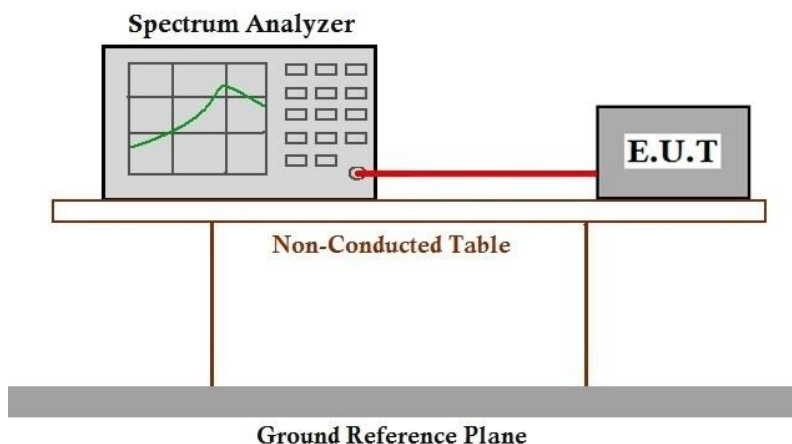 Spectrum Analyzer
E.U.T
Non-Conducted Table
Ground Reference Plane